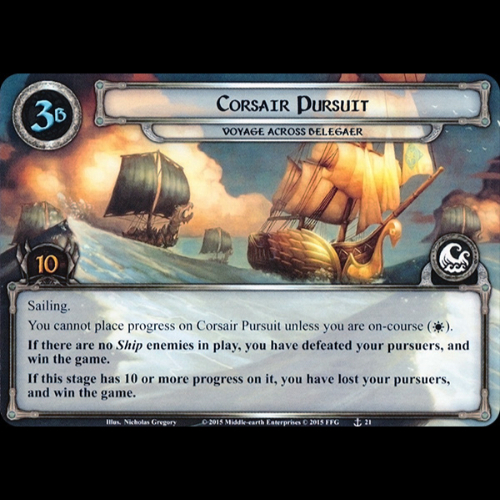 3B
Corsair Pursuit
Voyage Across Belegaer
10
Sailing.
You cannot place progress on Corsair Pursuit unless you are on-course (☀).
If there are no Ship enemies in play, you have defeated your pursuers, and
win the game.
If this stage has 10 or more progress on it, you have lost your pursuers,
and win the game.
Illus. Nicholas Gregory © 2015 Middle-earth Enterprises © 2015 FFG ⚓ 21